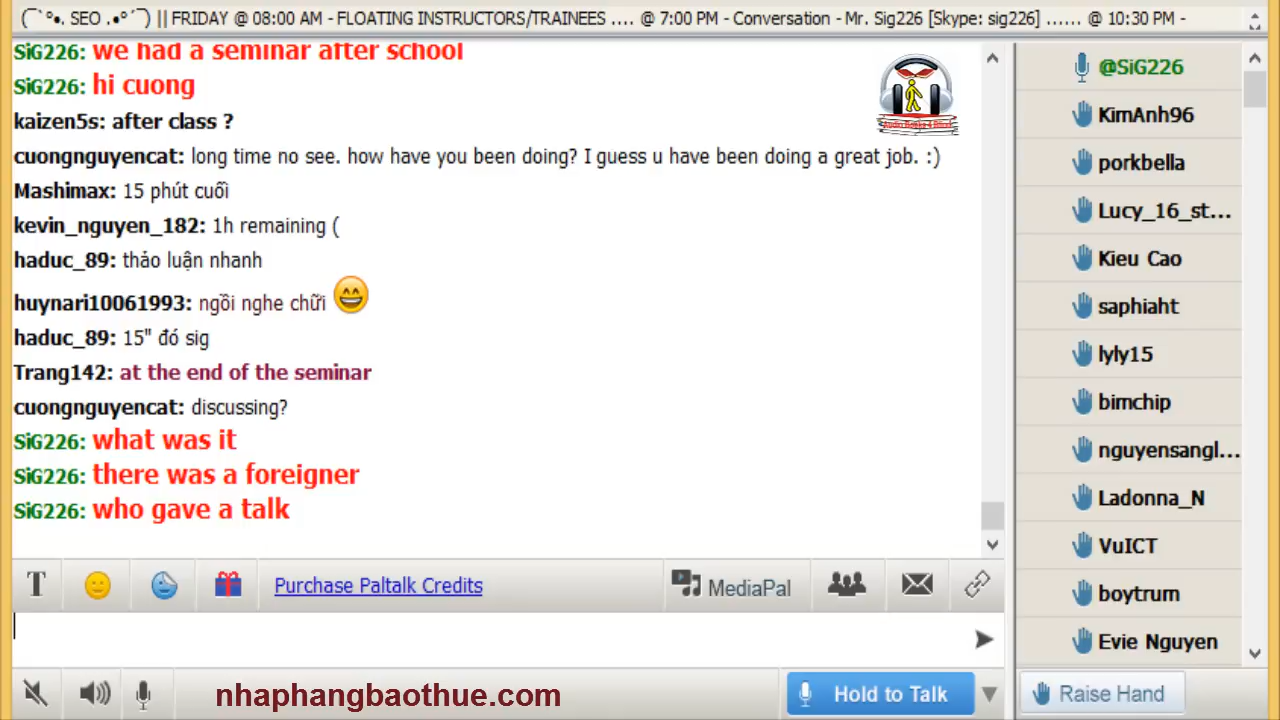 (¯`°•. SEO .•°´¯) || FRIDAY @ 08:00 AM - FLOATING INSTRUCTORS/TRAINEES .... @ 7:00 PM - Conversation - Mr. Sig226 [Skype: sig226] ...... @ 10:30 PM -
SiG226: we had a seminar after school
SiG226: hi cuong
kaizen5s: after class ?
cuongnguyencat: long time no see. how have you been doing? I guess u have been doing a great job. :)
Mashimax: 15 phút cuối
kevin_nguyen_182: 1h remaining (
haduc_89: thảo luận nhanh
huynari10061993: ngồi nghe chữi
haduc_89: 15" đó sig
Trang142: at the end of the seminar
cuongnguyencat: discussing?
SiG226: what was it
SiG226: there was a foreigner
SiG226: who gave a talk
@SiG226
KimAnh96
porkbella
Lucy_16_st...
Kieu Cao
saphiaht
lyly15
bimchip
nguyensangl...
Ladonna_N
VuICT
boytrum
Evie Nguyen
T
Purchase Paltalk Credits
MediaPal
nhaphangbaothue.com
Hold to Talk
Raise Hand